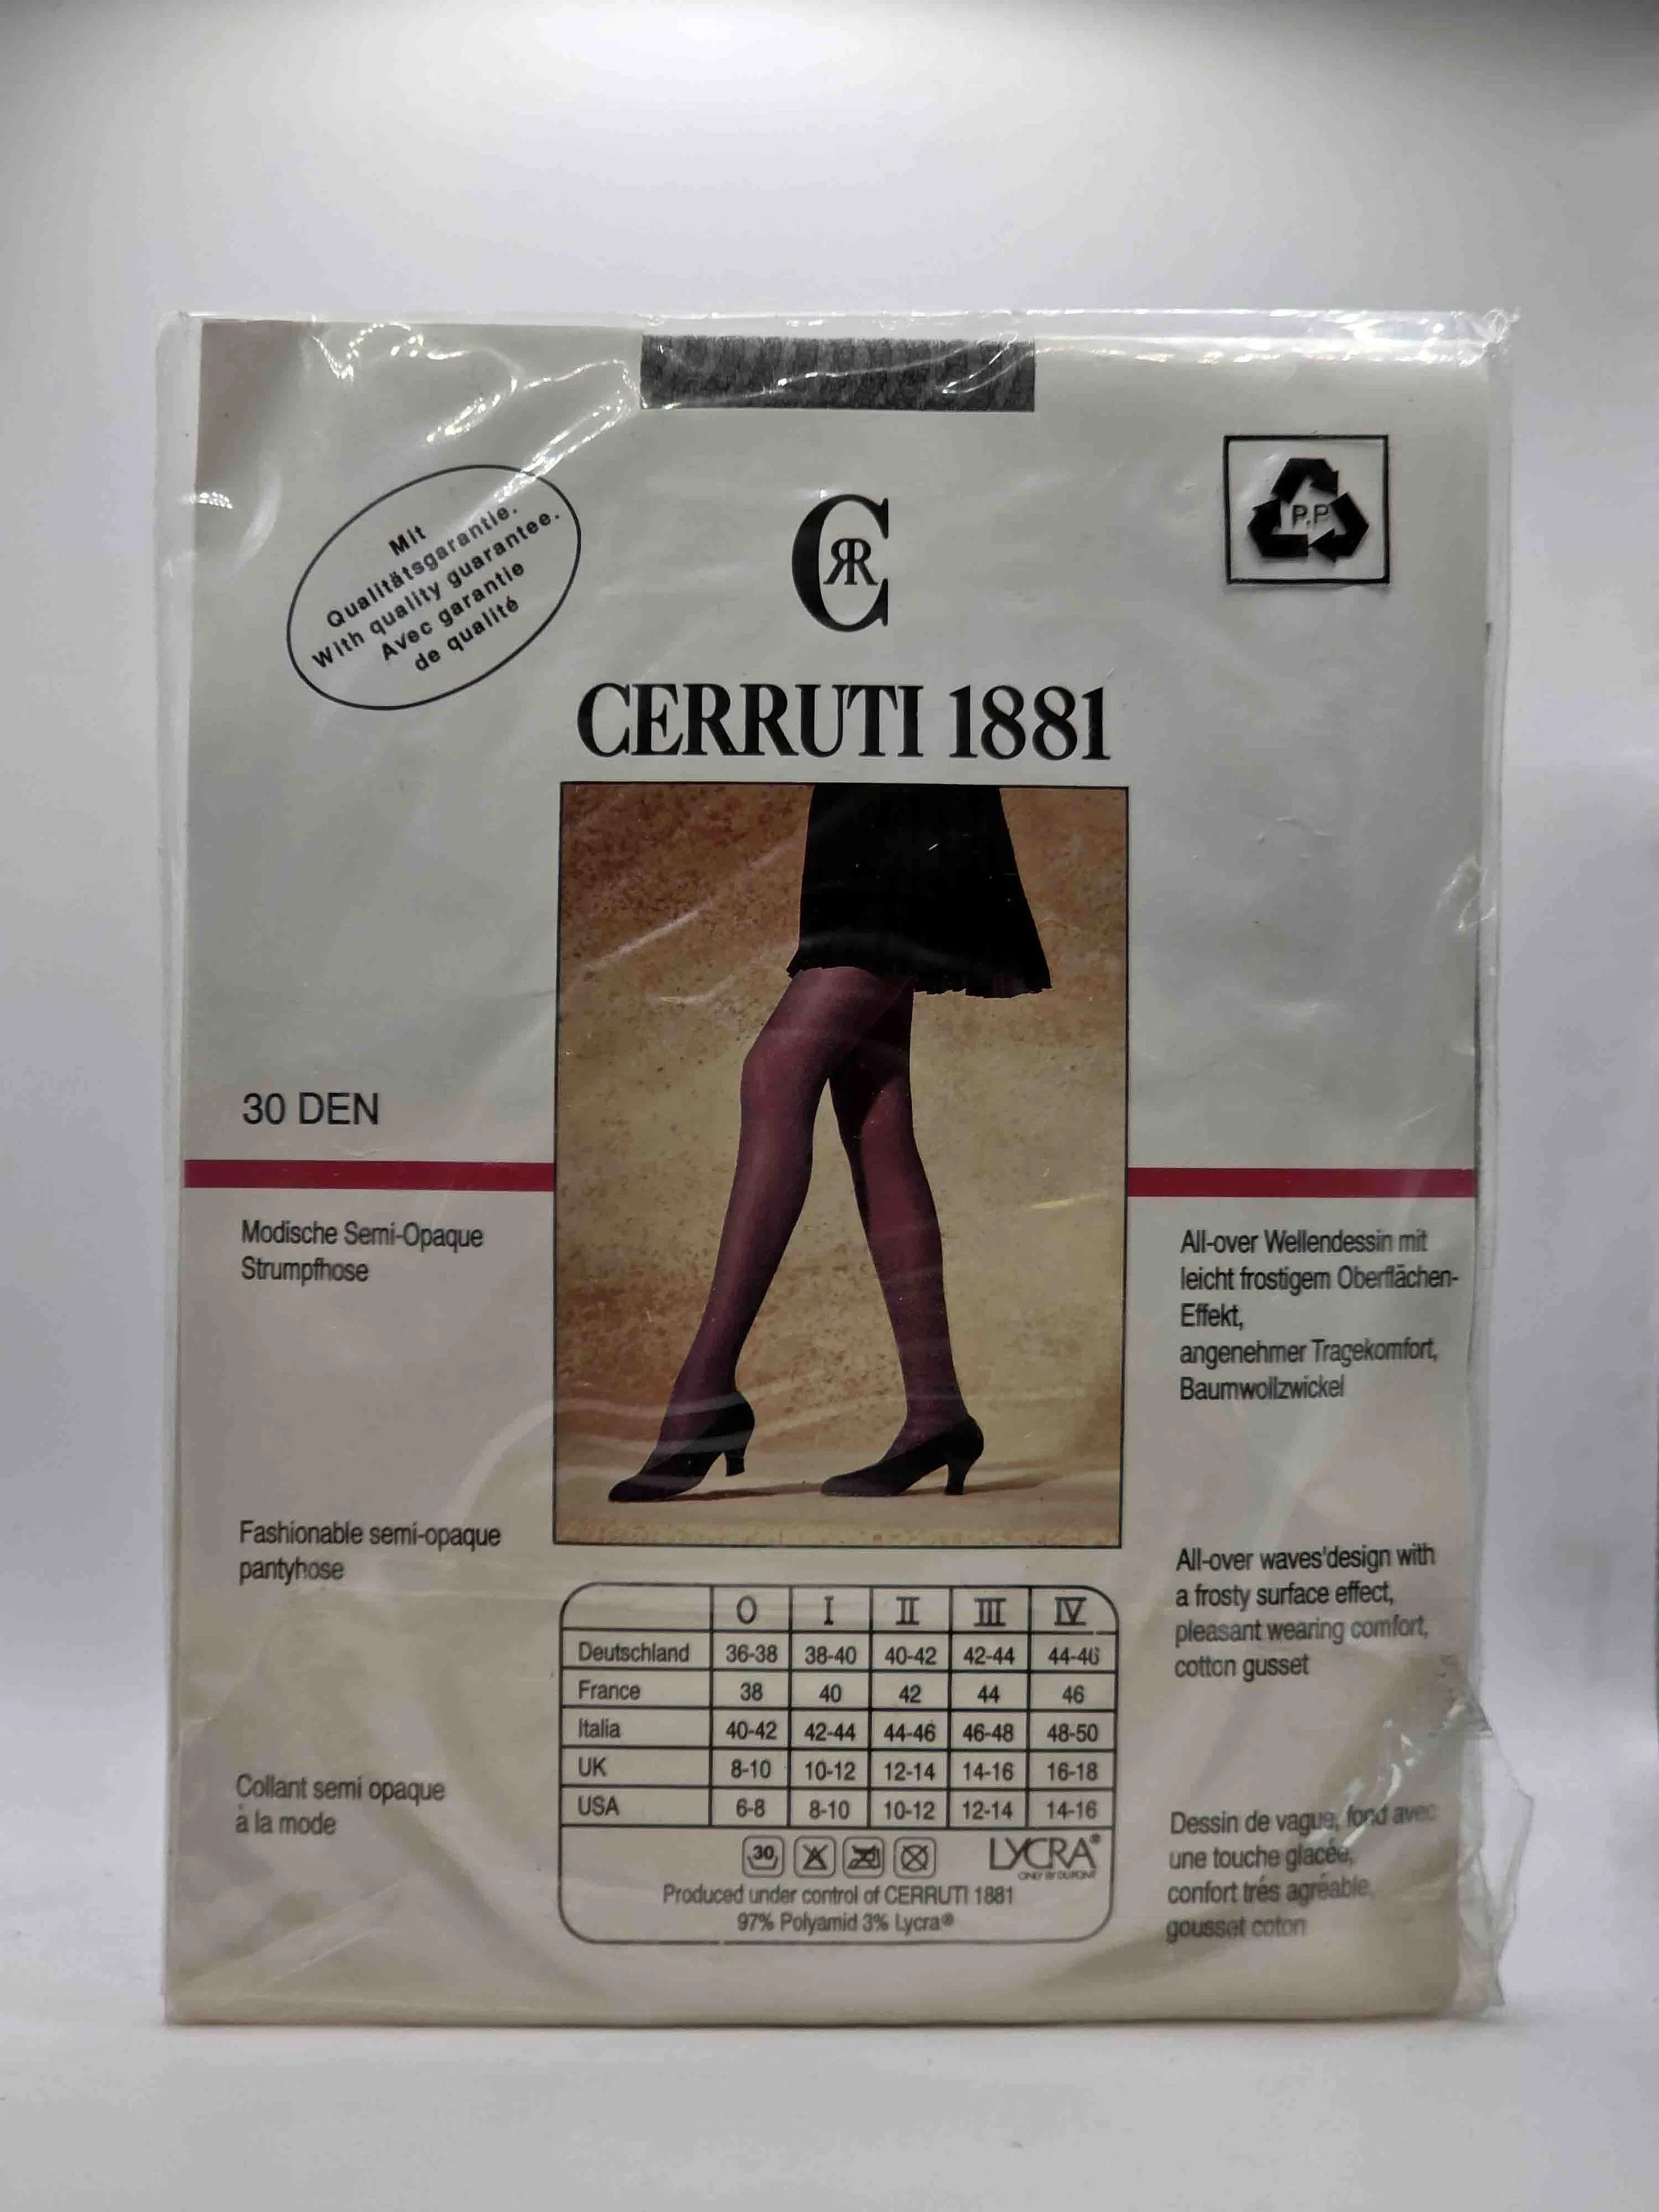 Mit
Qualitätsgarantie.
With quality guarantee.
Avec garantie
de qualité
CRR
P.P
CERRUTI 1881
30 DEN
Modische Semi-Opaque
Strumpfhose
Fashionable semi-opaque
pantyhose
Collant semi opaque
à la mode
All-over Wellendessin mit
leicht frostigem Oberflächen-
Effekt,
angenehmer Tragekomfort,
Baumwollzwickel
All-over waves'design with
a frosty surface effect,
pleasant wearing comfort,
cotton gusset
Dessin de vague, fond avec
une touche glacée,
confort trés agréable,
gousset coton
O I II III IV
Deutschland 36-38 38-40 40-42 42-44 44-46
France 38 40 42 44 46
Italia 40-42 42-44 44-46 46-48 48-50
UK 8-10 10-12 12-14 14-16 16-18
USA 6-8 8-10 10-12 12-14 14-16
30 LYCRA®
ONLY BY DUPONT
Produced under control of CERRUTI 1881
97% Polyamid 3% Lycra®